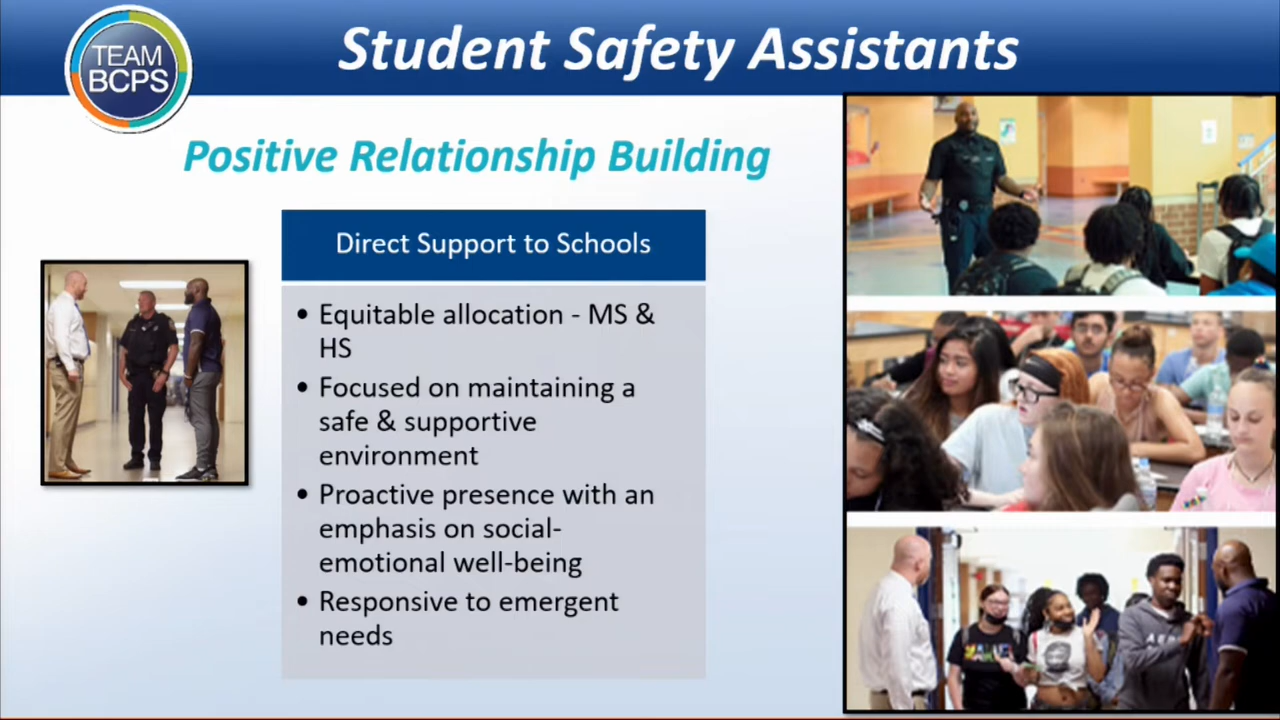 Student Safety Assistants
TEAM
BCPS
Positive Relationship Building
Direct Support to Schools
• Equitable allocation - MS &
HS
• Focused on maintaining a
safe & supportive
environment
• Proactive presence with an
emphasis on social-
emotional well-being
• Responsive to emergent
needs